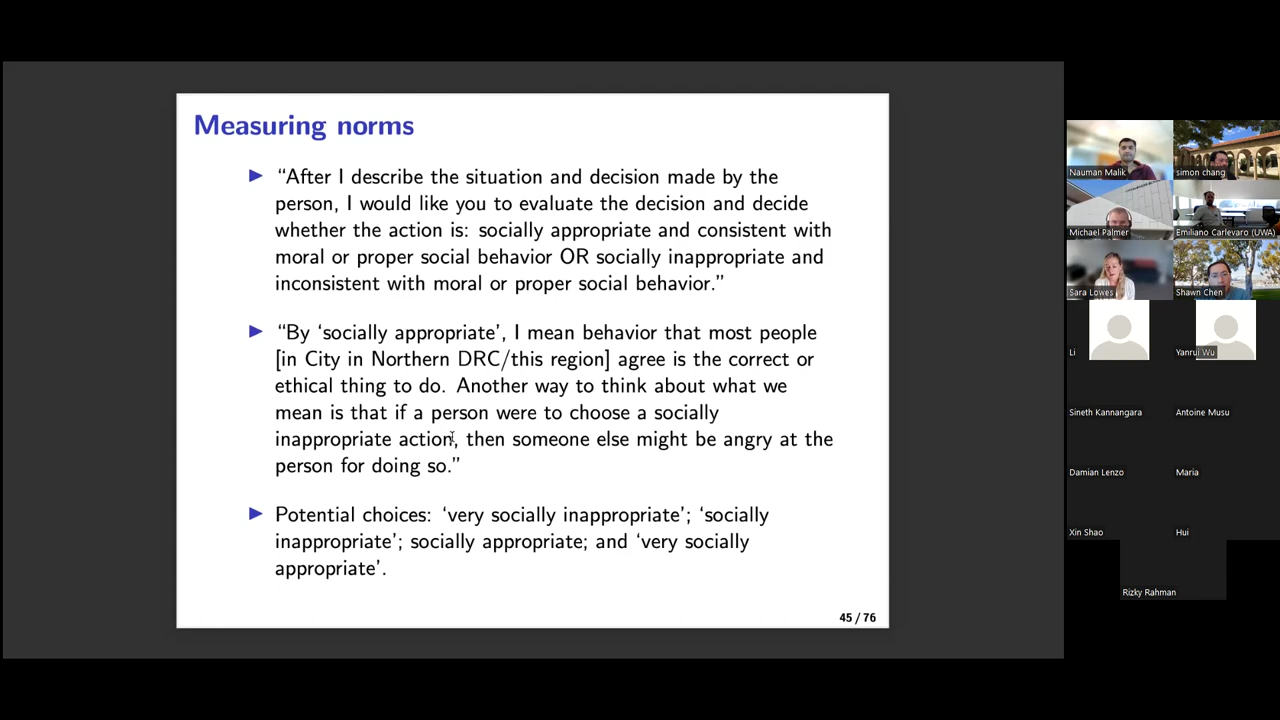 Measuring norms
“After I describe the situation and decision made by the
person, I would like you to evaluate the decision and decide
whether the action is: socially appropriate and consistent with
moral or proper social behavior OR socially inappropriate and
inconsistent with moral or proper social behavior.”
“By ‘socially appropriate’, I mean behavior that most people
[in City in Northern DRC/this region] agree is the correct or
ethical thing to do. Another way to think about what we
mean is that if a person were to choose a socially
inappropriate action, then someone else might be angry at the
person for doing so.”
Potential choices: ‘very socially inappropriate’; ‘socially
inappropriate’; socially appropriate; and ‘very socially
appropriate’.
45 / 76
Nauman Malik
simon chang
Michael Palmer
Emiliano Carlevaro (UWA)
Sara Lowes
Shawn Chen
Li
Yanrui Wu
Sineth Kannangara
Antoine Musu
Damian Lenzo
Maria
Xin Shao
Hui
Rizky Rahman